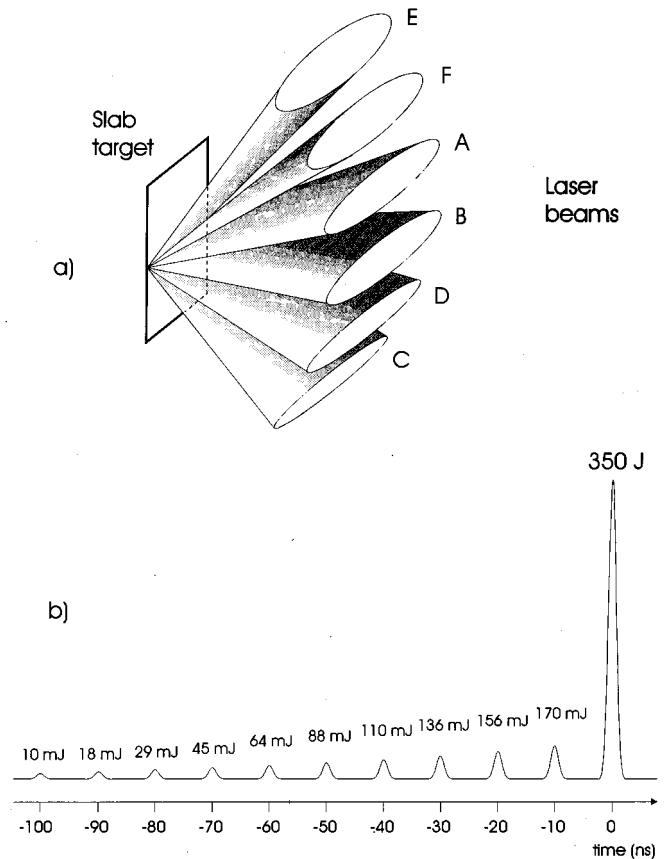 E
F
Slab
target
A
Laser
beams
B
a)
D
C
350 J
b)
10 mJ 18 mJ 29 mJ 45 mJ 64 mJ 88 mJ 110 mJ 136 mJ 156 mJ 170 mJ
-100 -90 -80 -70 -60 -50 -40 -30 -20 -10 0
time (ns)